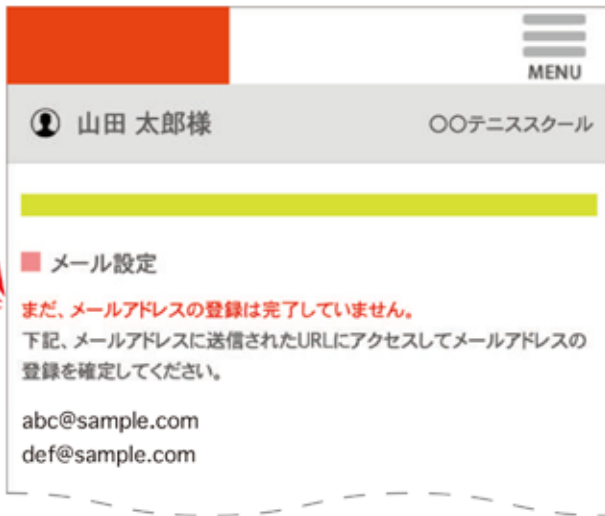 MENU
山田 太郎様
〇〇テニススクール
メール設定
まだ、メールアドレスの登録は完了していません。
下記、メールアドレスに送信されたURLにアクセスしてメールアドレスの
登録を確定してください。
abc@sample.com
def@sample.com